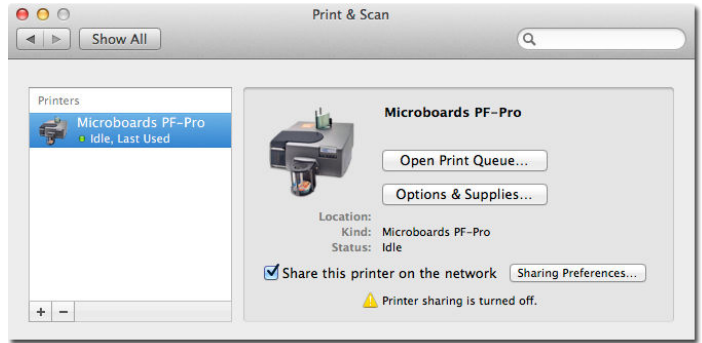 Print & Scan
Show All
Printers
Microboards PF-Pro
Idle, Last Used
Microboards PF-Pro
Open Print Queue...
Options & Supplies...
Location:
Kind: Microboards PF-Pro
Status: Idle
Share this printer on the network Sharing Preferences...
Printer sharing is turned off.
+ −